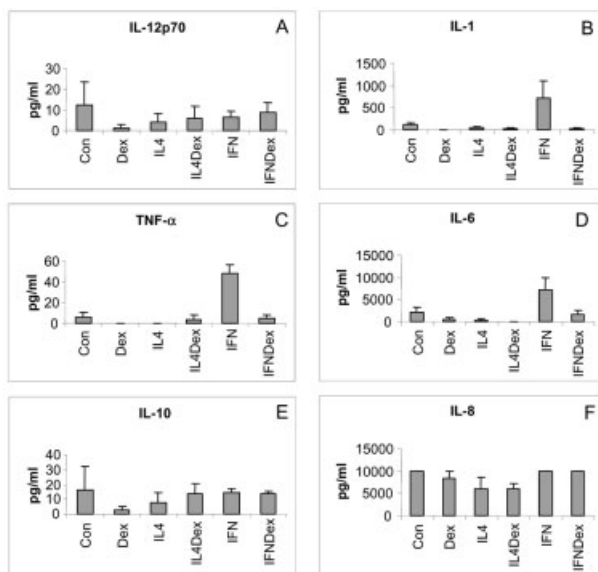 IL-12p70 A
pg/ml
30
20
10
0
Con Dex IL4 IL4Dex IFN IFNDex
IL-1 B
pg/ml
1500
1000
500
0
Con Dex IL4 IL4Dex IFN IFNDex
TNF-α C
pg/ml
60
40
20
0
Con Dex IL4 IL4Dex IFN IFNDex
IL-6 D
pg/ml
15000
10000
5000
0
Con Dex IL4 IL4Dex IFN IFNDex
IL-10 E
pg/ml
40
30
20
10
0
Con Dex IL4 IL4Dex IFN IFNDex
IL-8 F
pg/ml
15000
10000
5000
0
Con Dex IL4 IL4Dex IFN IFNDex